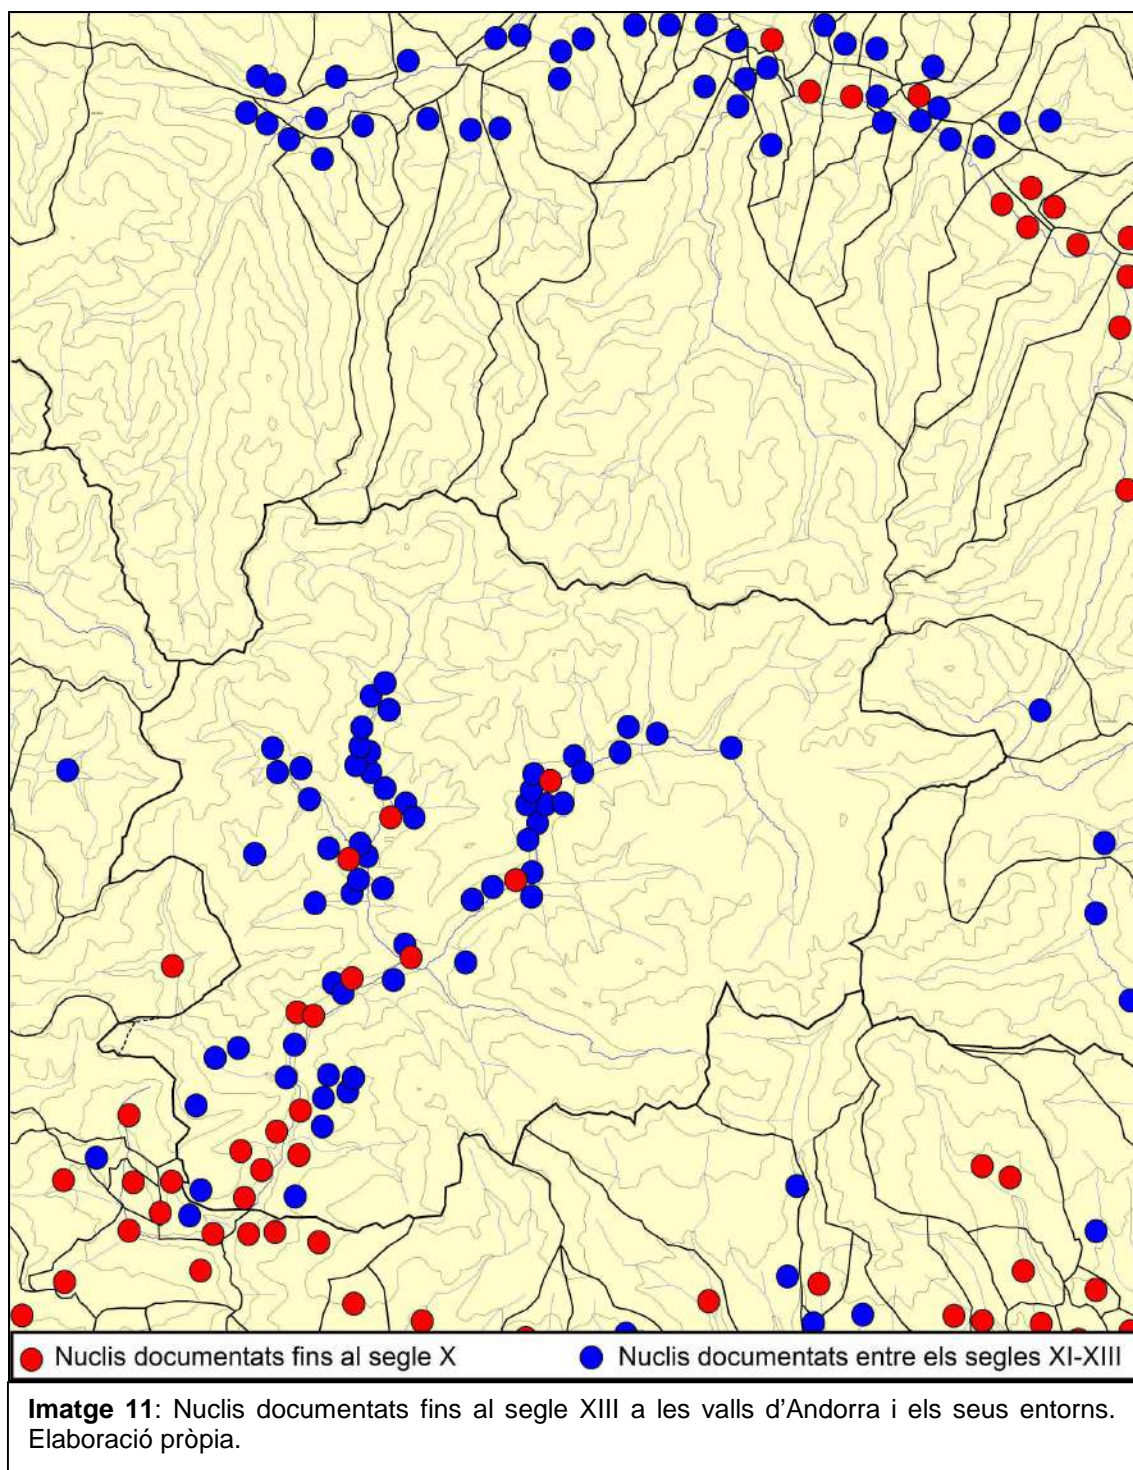 Nuclis documentats fins al segle X
Nuclis documentats entre els segles XI-XIII
Imatge 11: Nuclis documentats fins al segle XIII a les valls d'Andorra i els seus entorns.
Elaboració pròpia.